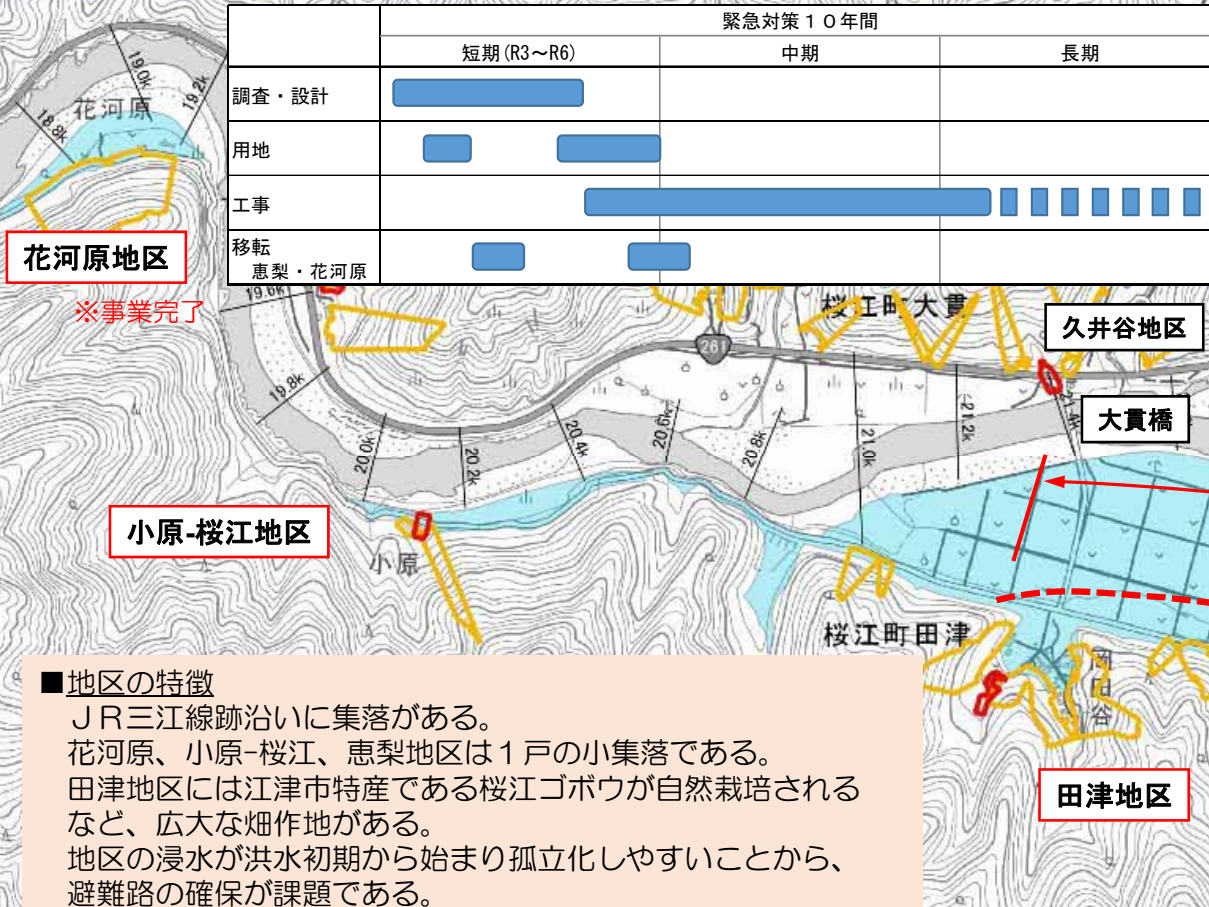 緊急対策１０年間
短期(R3～R6)
中期
長期
調査・設計
用地
工事
移転
恵梨・花河原
19.0k
19.2k
18.8k
花河原
花河原地区
※事業完了
19.6k
桜江町大貫
久井谷地区
261
19.8k
大貫橋
20.0k
20.2k
20.4k
20.6k
20.8k
21.0k
21.2k
21.4k
小原-桜江地区
小原
桜江町田津
岡田谷
田津地区
■地区の特徴
ＪＲ三江線跡沿いに集落がある。
花河原、小原-桜江、恵梨地区は１戸の小集落である。
田津地区には江津市特産である桜江ゴボウが自然栽培される
など、広大な畑作地がある。
地区の浸水が洪水初期から始まり孤立化しやすいことから、
避難路の確保が課題である。